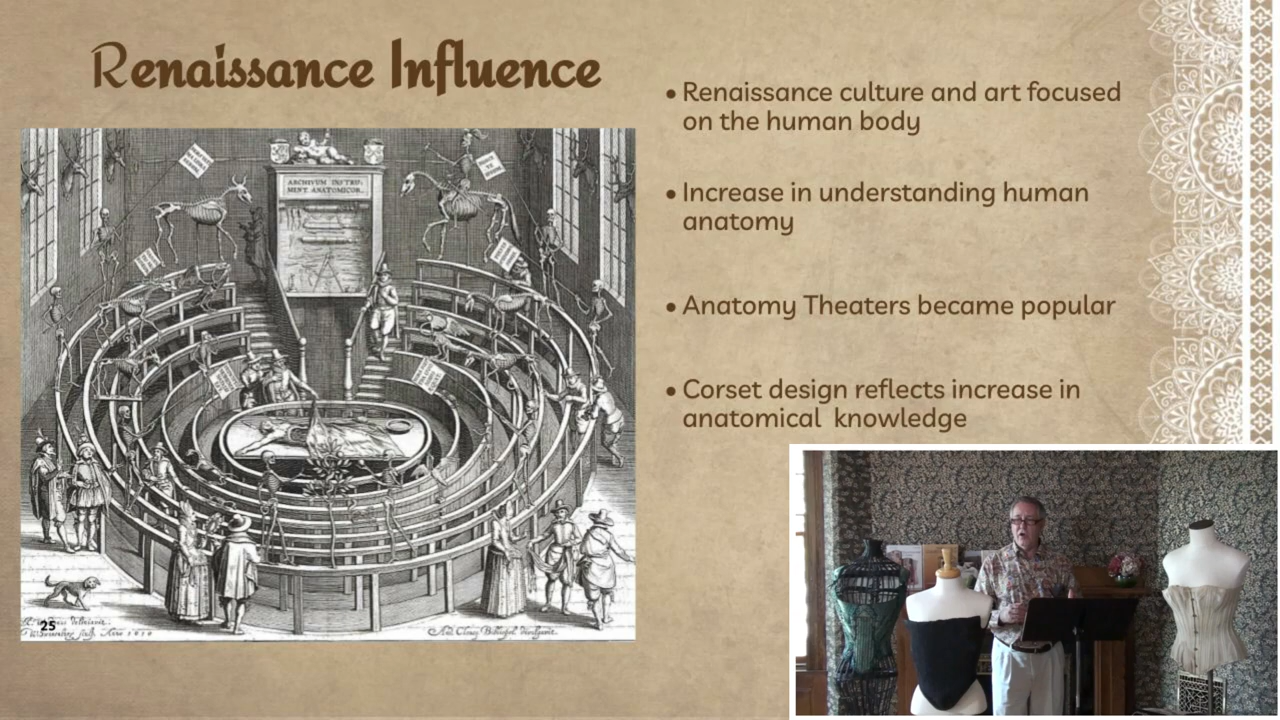 Renaissance Influence
• Renaissance culture and art focused
on the human body
• Increase in understanding human
anatomy
• Anatomy Theaters became popular
• Corset design reflects increase in
anatomical knowledge
ARCHIVUM INSTRU:
MENT ANATOMICOR.
25